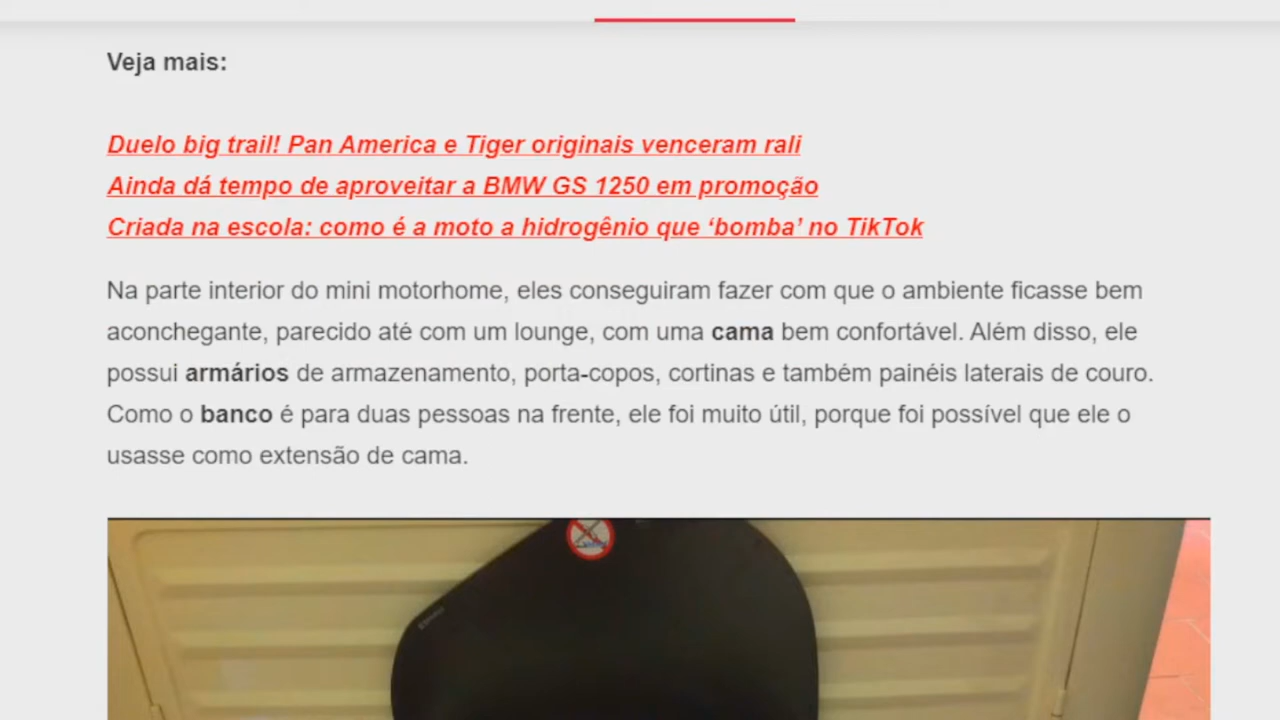 Veja mais:
Duelo big trail! Pan America e Tiger originais venceram rali
Ainda dá tempo de aproveitar a BMW GS 1250 em promoção
Criada na escola: como é a moto a hidrogênio que ‘bomba’ no TikTok
Na parte interior do mini motorhome, eles conseguiram fazer com que o ambiente ficasse bem
aconchegante, parecido até com um lounge, com uma cama bem confortável. Além disso, ele
possui armários de armazenamento, porta-copos, cortinas e também painéis laterais de couro.
Como o banco é para duas pessoas na frente, ele foi muito útil, porque foi possível que ele o
usasse como extensão de cama.